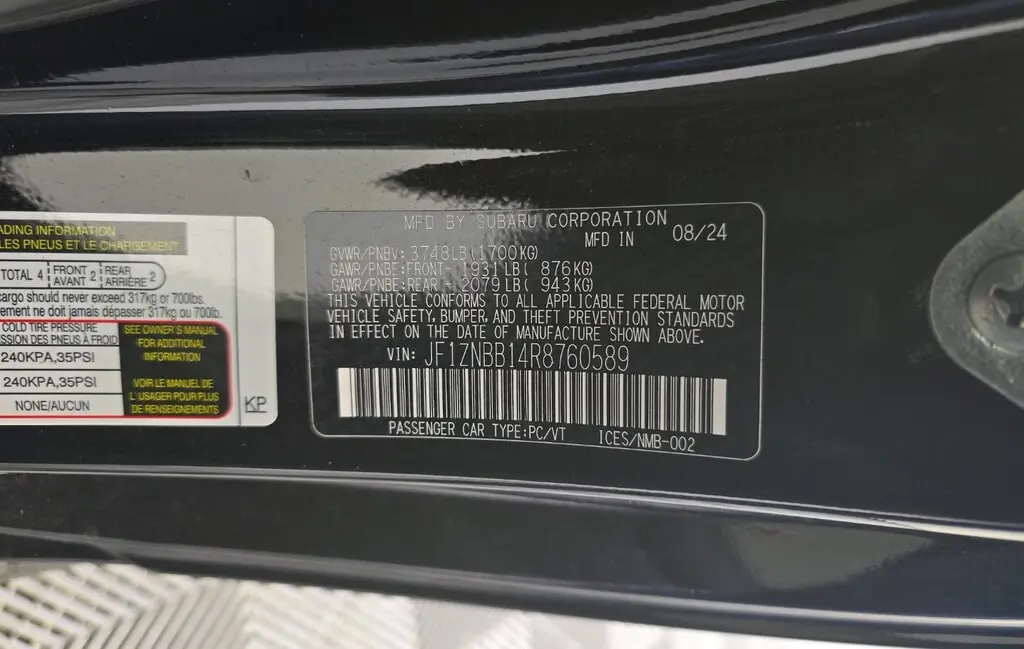 ADING INFORMATION
LES PNEUS ET LE CHARGEMENT
TOTAL 4
FRONT 2
AVANT
REAR 2
ARRIÈRE
cargo should never exceed 317kg or 700lb.
ement ne doit jamais dépasser 317kg ou 700lb.
COLD TIRE PRESSURE
SSION DES PNEUS À FROID
240KPA,35PSI
240KPA,35PSI
NONE/AUCUN
SEE OWNER'S MANUAL
FOR ADDITIONAL
INFORMATION
VOIR LE MANUEL DE
L'USAGER POUR PLUS
DE RENSEIGNEMENTS
KP
MFD BY SUBARU CORPORATION
MFD IN 08/24
GVWR/PNBV: 3748LB(1700KG)
GAWR/PNBE:FRONT 1931LB( 876KG)
GAWR/PNBE:REAR 2079LB( 943KG)
THIS VEHICLE CONFORMS TO ALL APPLICABLE FEDERAL MOTOR
VEHICLE SAFETY, BUMPER, AND THEFT PREVENTION STANDARDS
IN EFFECT ON THE DATE OF MANUFACTURE SHOWN ABOVE.
VIN: JF1ZNBB14R8760589
PASSENGER CAR TYPE:PC/VT ICES/NMB-002